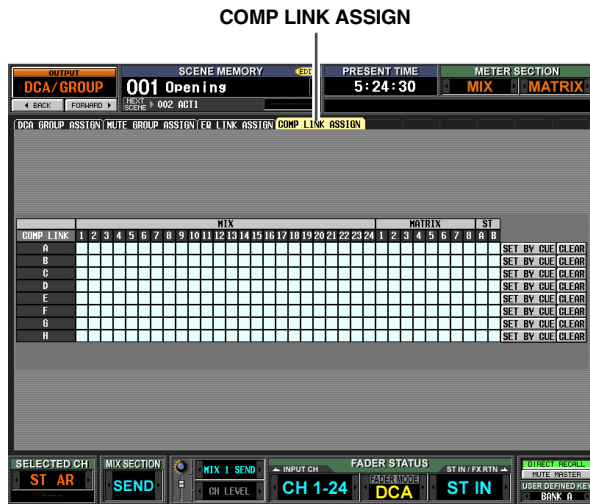 COMP LINK ASSIGN
OUTPUT SCENE MEMORY EDI PRESENT TIME METER SECTION
DCA/GROUP 001 Opening 5:24:30 MIX MATRIX
BACK FORWARD NEXT SCENE 002 ACT1
DCA GROUP ASSIGN MUTE GROUP ASSIGN EQ LINK ASSIGN COMP LINK ASSIGN
MIX MATRIX ST
COMP LINK 1 2 3 4 5 6 7 8 9 10 11 12 13 14 15 16 17 18 19 20 21 22 23 24 1 2 3 4 5 6 7 8 A B
A SET BY CUE CLEAR
B SET BY CUE CLEAR
C SET BY CUE CLEAR
D SET BY CUE CLEAR
E SET BY CUE CLEAR
F SET BY CUE CLEAR
G SET BY CUE CLEAR
H SET BY CUE CLEAR
SELECTED CH MIX SECTION MIX 1 SEND INPUT CH FADER STATUS ST IN / FX RTN DIRECT RECALL
MUTE MASTER
ST AR SEND CH LEVEL CH 1-24 FADER MODE DCA ST IN USER DEFINED KEY
BANK A